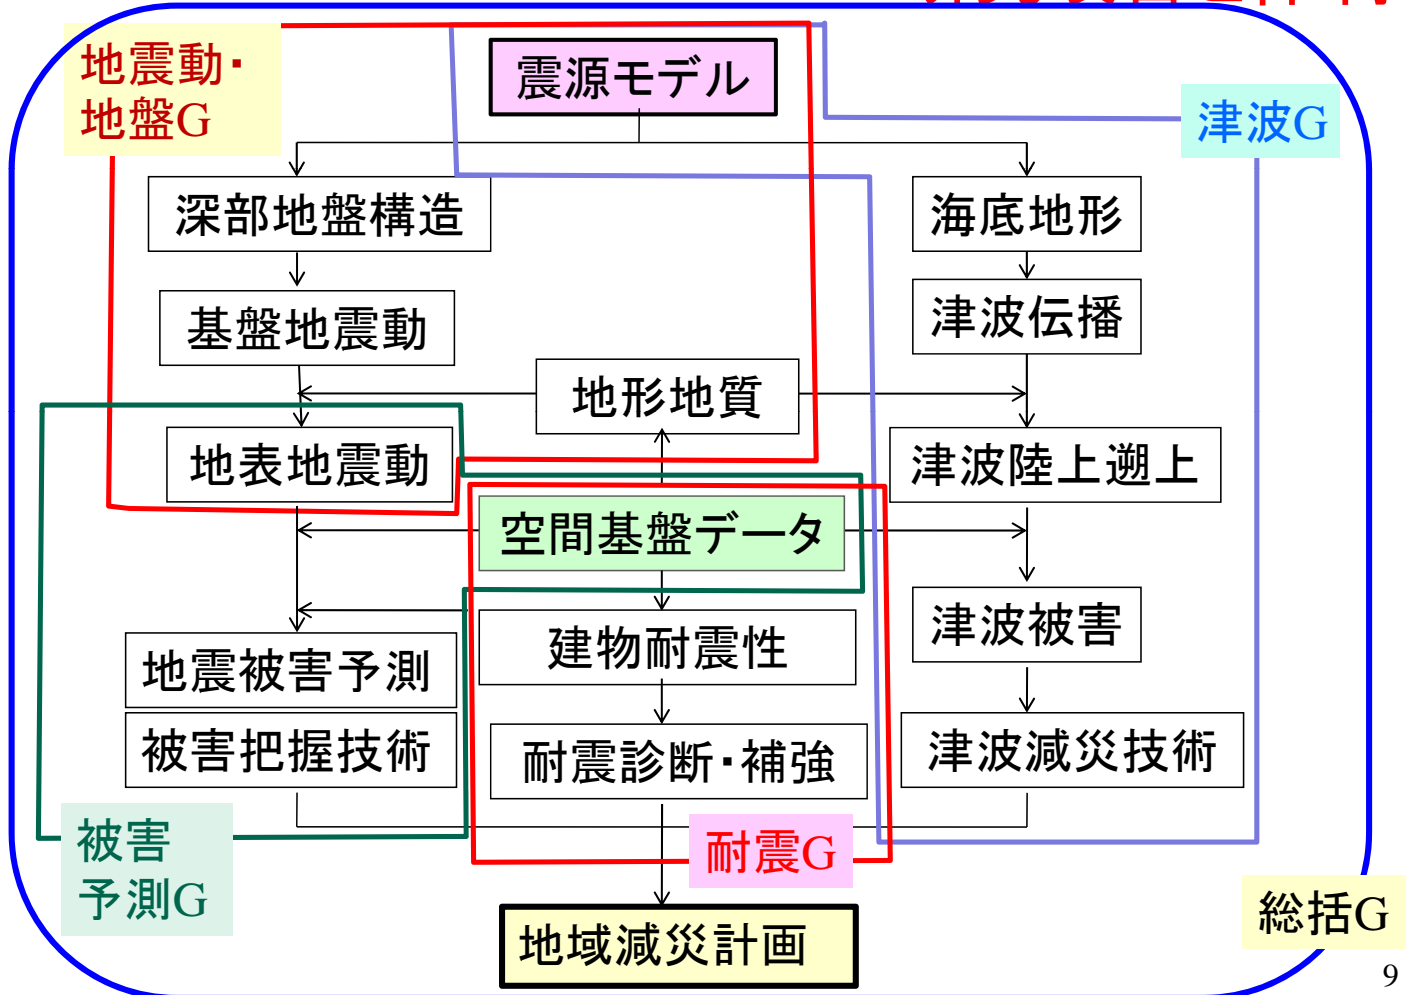 地震動・
地盤G
震源モデル
津波G
深部地盤構造
海底地形
基盤地震動
津波伝播
地形地質
地表地震動
津波陸上遡上
空間基盤データ
建物耐震性
津波被害
地震被害予測
被害把握技術
耐震診断・補強
津波減災技術
被害
予測G
耐震G
総括G
地域減災計画
9